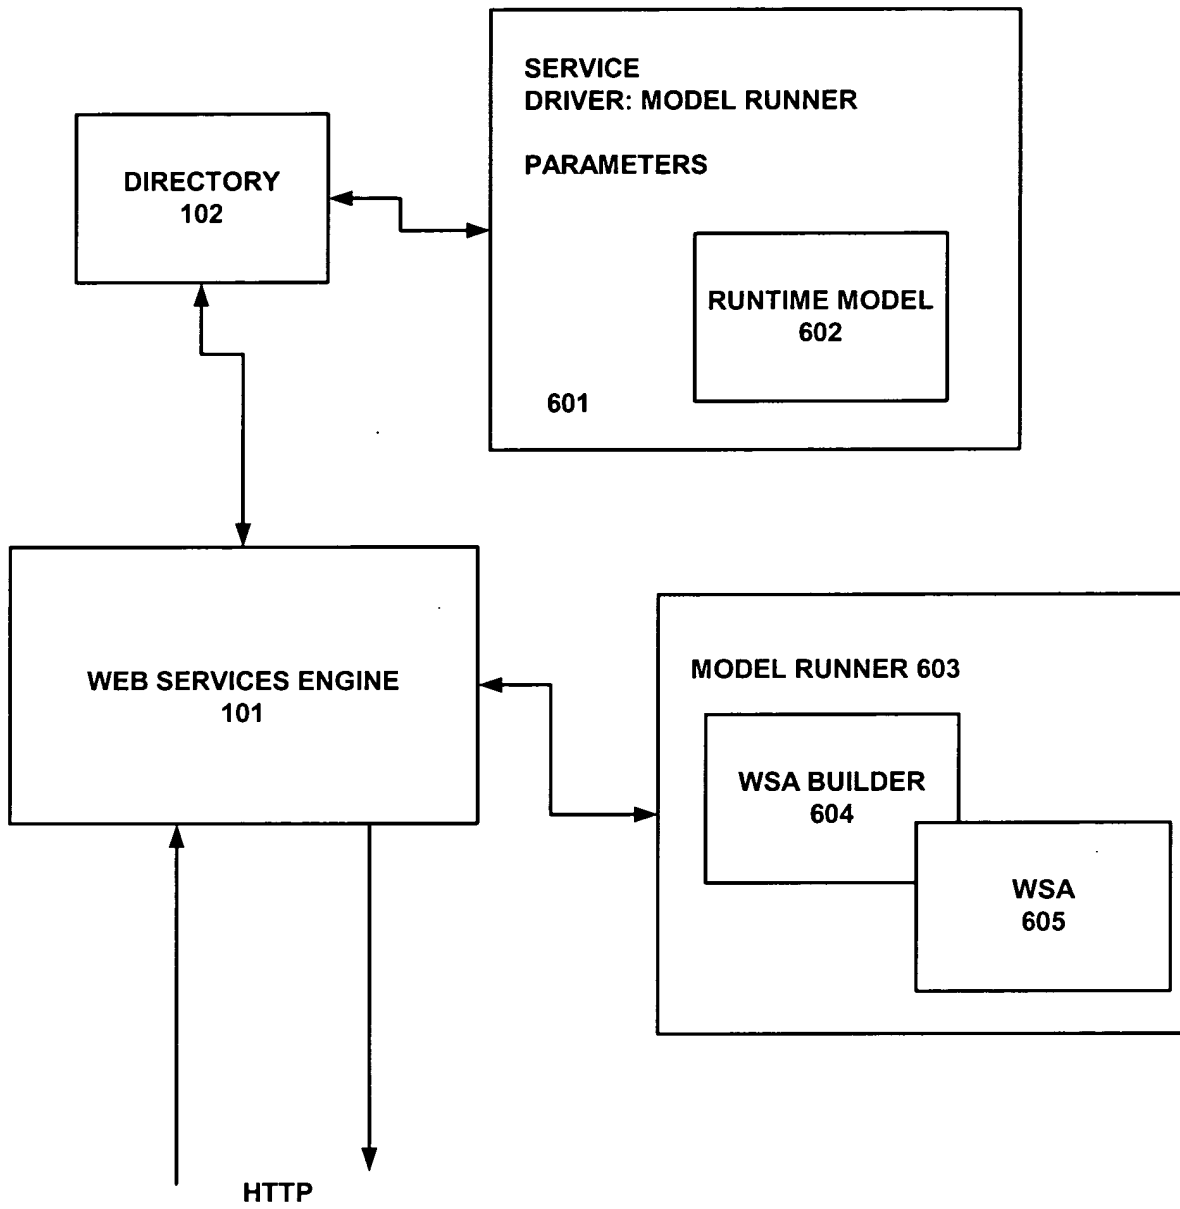 SERVICE
DRIVER: MODEL RUNNER
PARAMETERS
DIRECTORY
102
RUNTIME MODEL
602
601
WEB SERVICES ENGINE
101
MODEL RUNNER 603
WSA BUILDER
604
WSA
605
HTTP